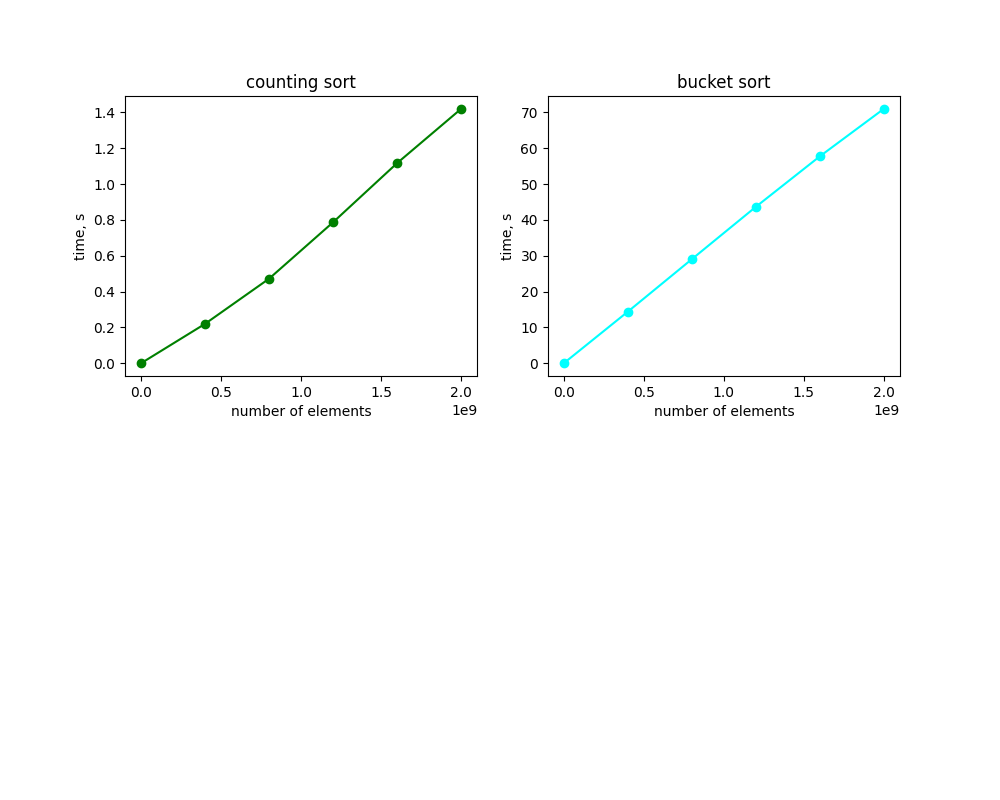 counting sort
time, s
1.4
1.2
1.0
0.8
0.6
0.4
0.2
0.0
0.0 0.5 1.0 1.5 2.0
number of elements
1e9
bucket sort
time, s
70
60
50
40
30
20
10
0
0.0 0.5 1.0 1.5 2.0
number of elements
1e9